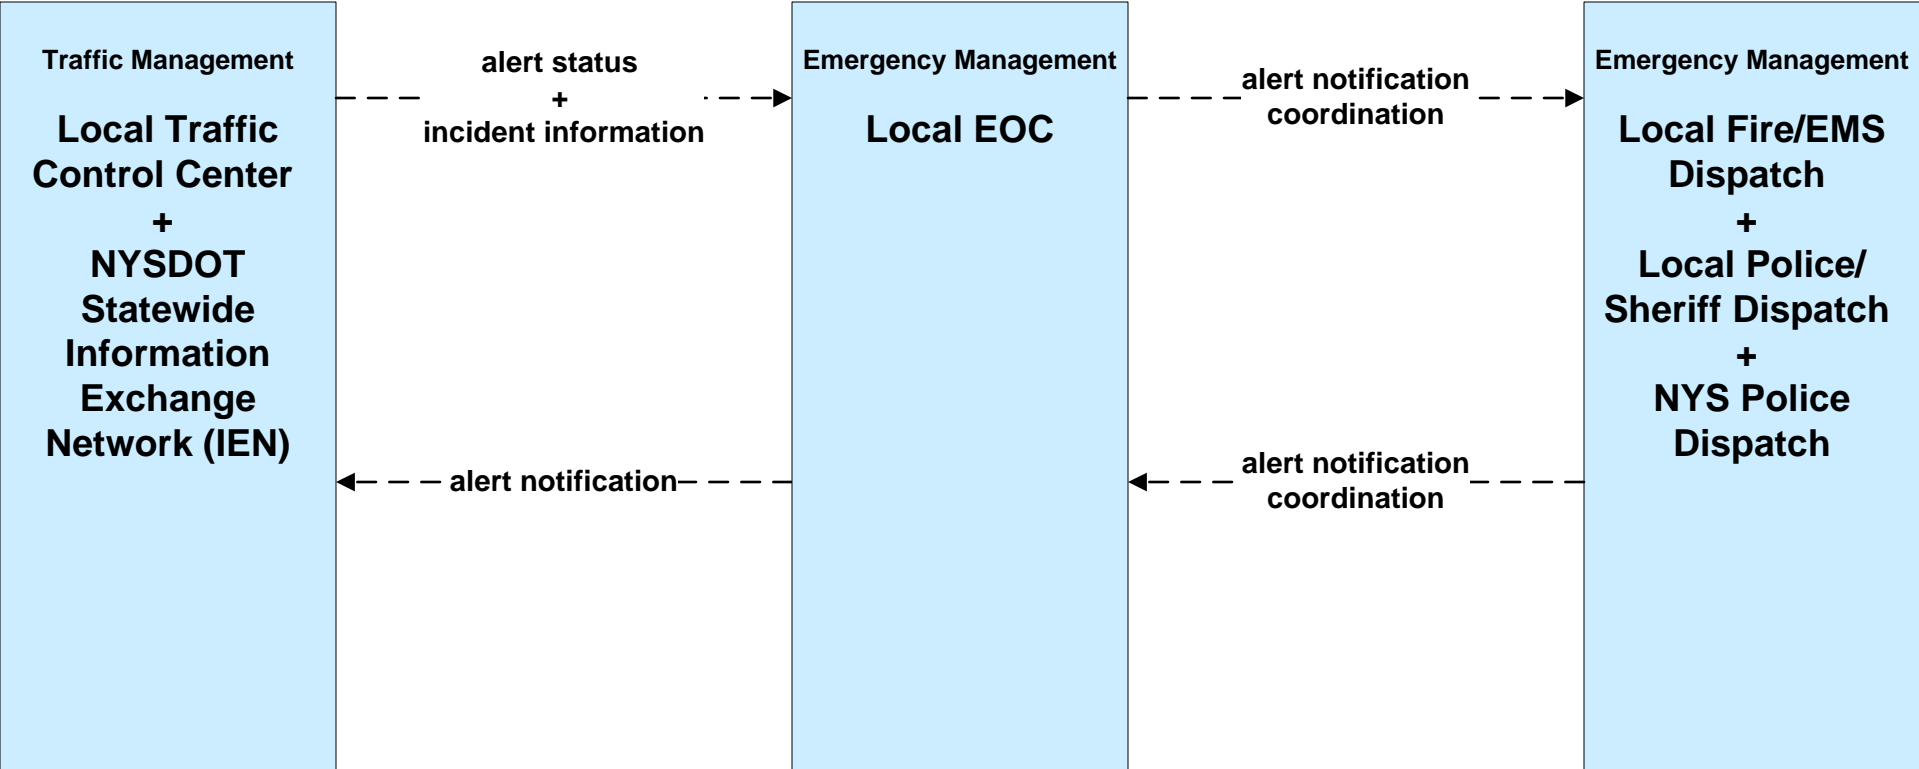 Traffic Management
Local Traffic
Control Center
+
NYSDOT
Statewide
Information
Exchange
Network (IEN)
alert status
+
incident information
alert notification
Emergency Management
Local EOC
alert notification
coordination
alert notification
coordination
Emergency Management
Local Fire/EMS
Dispatch
+
Local Police/
Sheriff Dispatch
+
NYS Police
Dispatch